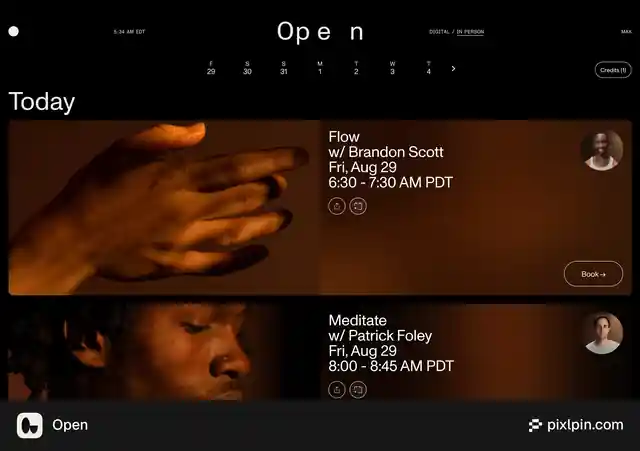 5:34 AM EDT
Open
DIGITAL / IN PERSON
MAX
F S S M T W T
29 30 31 1 2 3 4
Credits (1)
Today
Flow
w/ Brandon Scott
Fri, Aug 29
6:30 - 7:30 AM PDT
Book→
Meditate
w/ Patrick Foley
Fri, Aug 29
8:00 - 8:45 AM PDT
Open
pixlpin.com